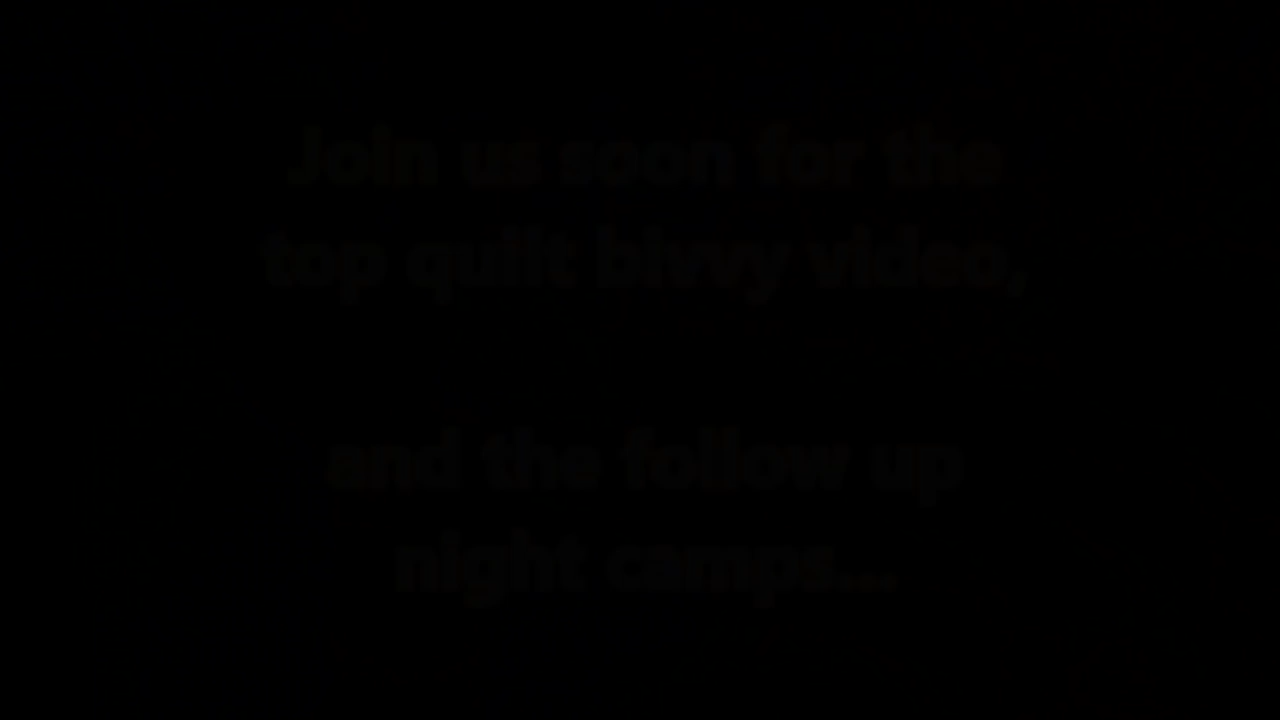 Join us soon for the
top quilt bivvy video,
and the follow up
night camps...